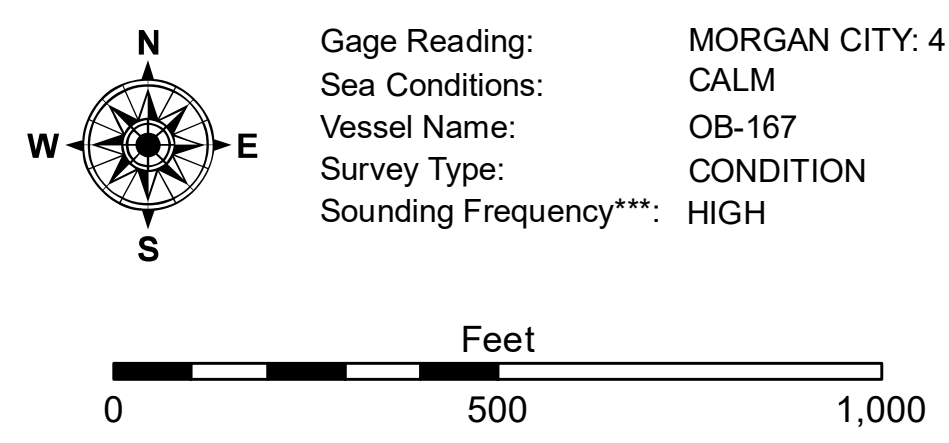 N
W E
S
Gage Reading: MORGAN CITY: 4
Sea Conditions: CALM
Vessel Name: OB-167
Survey Type: CONDITION
Sounding Frequency***: HIGH
Feet
0 500 1,000